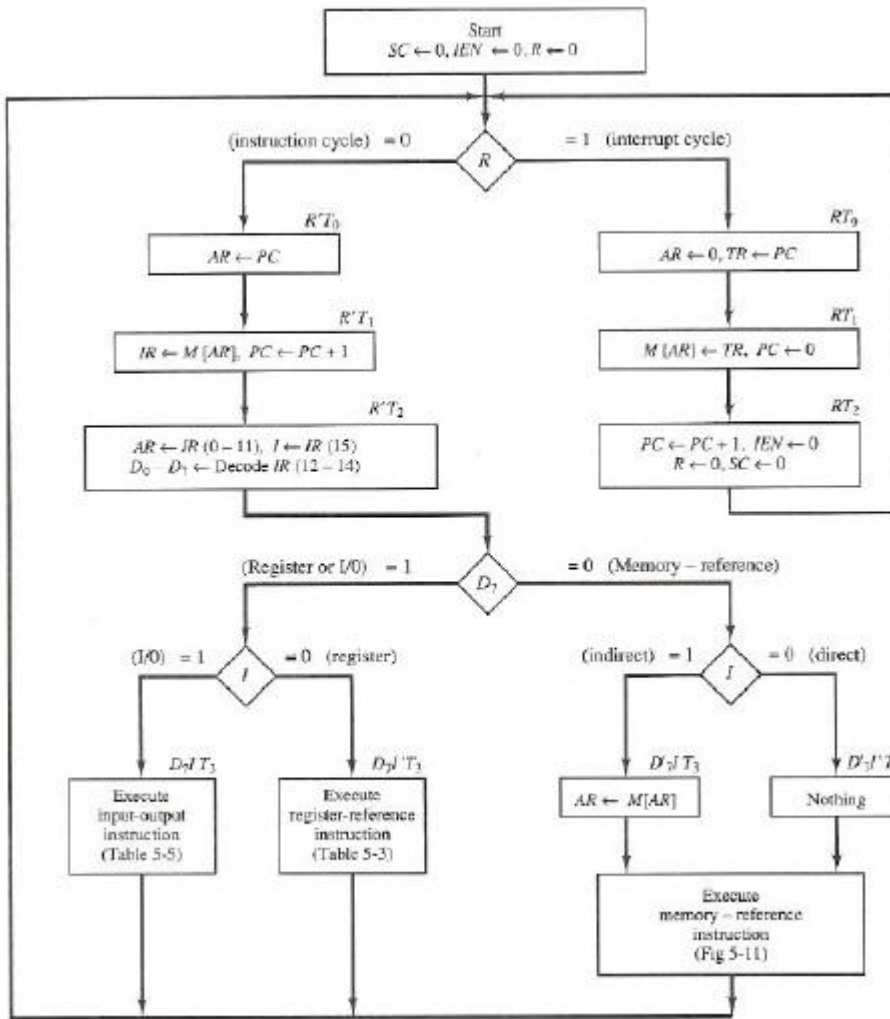 Start
SC ← 0, IEN ← 0, R ← 0
(instruction cycle) = 0
= 1 (interrupt cycle)
R
R'T₀
RT₀
AR ← PC
AR ← 0, TR ← PC
R'T₁
RT₁
IR ← M [AR], PC ← PC + 1
M [AR] ← TR, PC ← 0
R'T₂
RT₂
AR ← IR (0 – 11), I ← IR (15)
D₀ – D₇ ← Decode IR (12 – 14)
PC ← PC + 1, IEN ← 0
R ← 0, SC ← 0
(Register or I/0) = 1
= 0 (Memory – reference)
D₇
(I/0) = 1
= 0 (register)
I
(indirect) = 1
= 0 (direct)
I
D₇IT₃
D₇I'T₃
D'₇IT₃
D'₇I'T
Execute
input-output
instruction
(Table 5-5)
Execute
register-reference
instruction
(Table 5-3)
AR ← M[AR]
Nothing
Execute
memory – reference
instruction
(Fig 5-11)